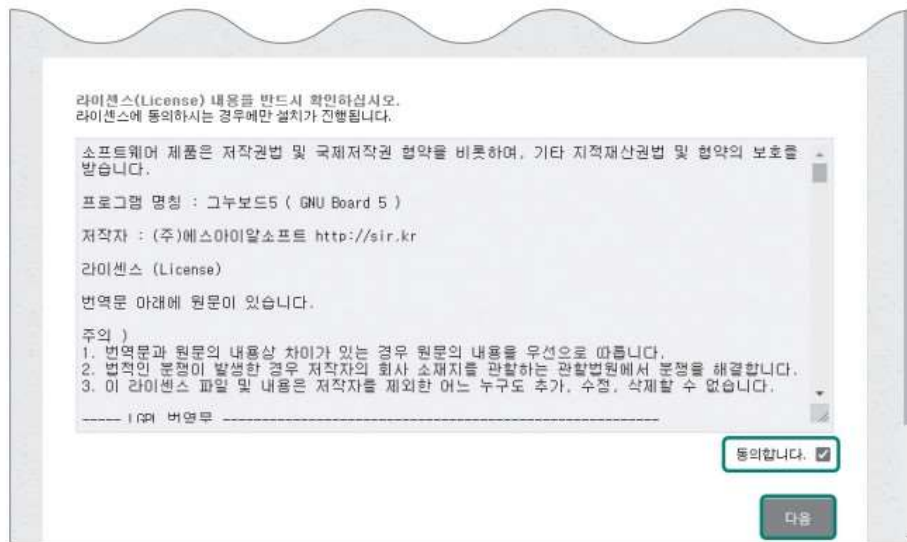 라이센스(License) 내용을 반드시 확인하십시오.
라이센스에 동의하시는 경우에만 설치가 진행됩니다.
소프트웨어 제품은 저작권법 및 국제저작권 협약을 비롯하여, 기타 지적재산권법 및 협약의 보호를
받습니다.
프로그램 명칭 : 그누보드5 ( GNU Board 5 )
저작자 : (주)에스아이알소프트 http://sir.kr
라이센스 (License)
번역문 아래에 원문이 있습니다.
주의 )
1. 번역문과 원문의 내용상 차이가 있는 경우 원문의 내용을 우선으로 따릅니다.
2. 법적인 분쟁이 발생한 경우 저작자의 회사 소재지를 관할하는 관할법원에서 분쟁을 해결합니다.
3. 이 라이센스 파일 및 내용은 저작자를 제외한 어느 누구도 추가, 수정, 삭제할 수 없습니다.
----- LGPL 번역문 --------------------------------------------------------
동의합니다.
다음